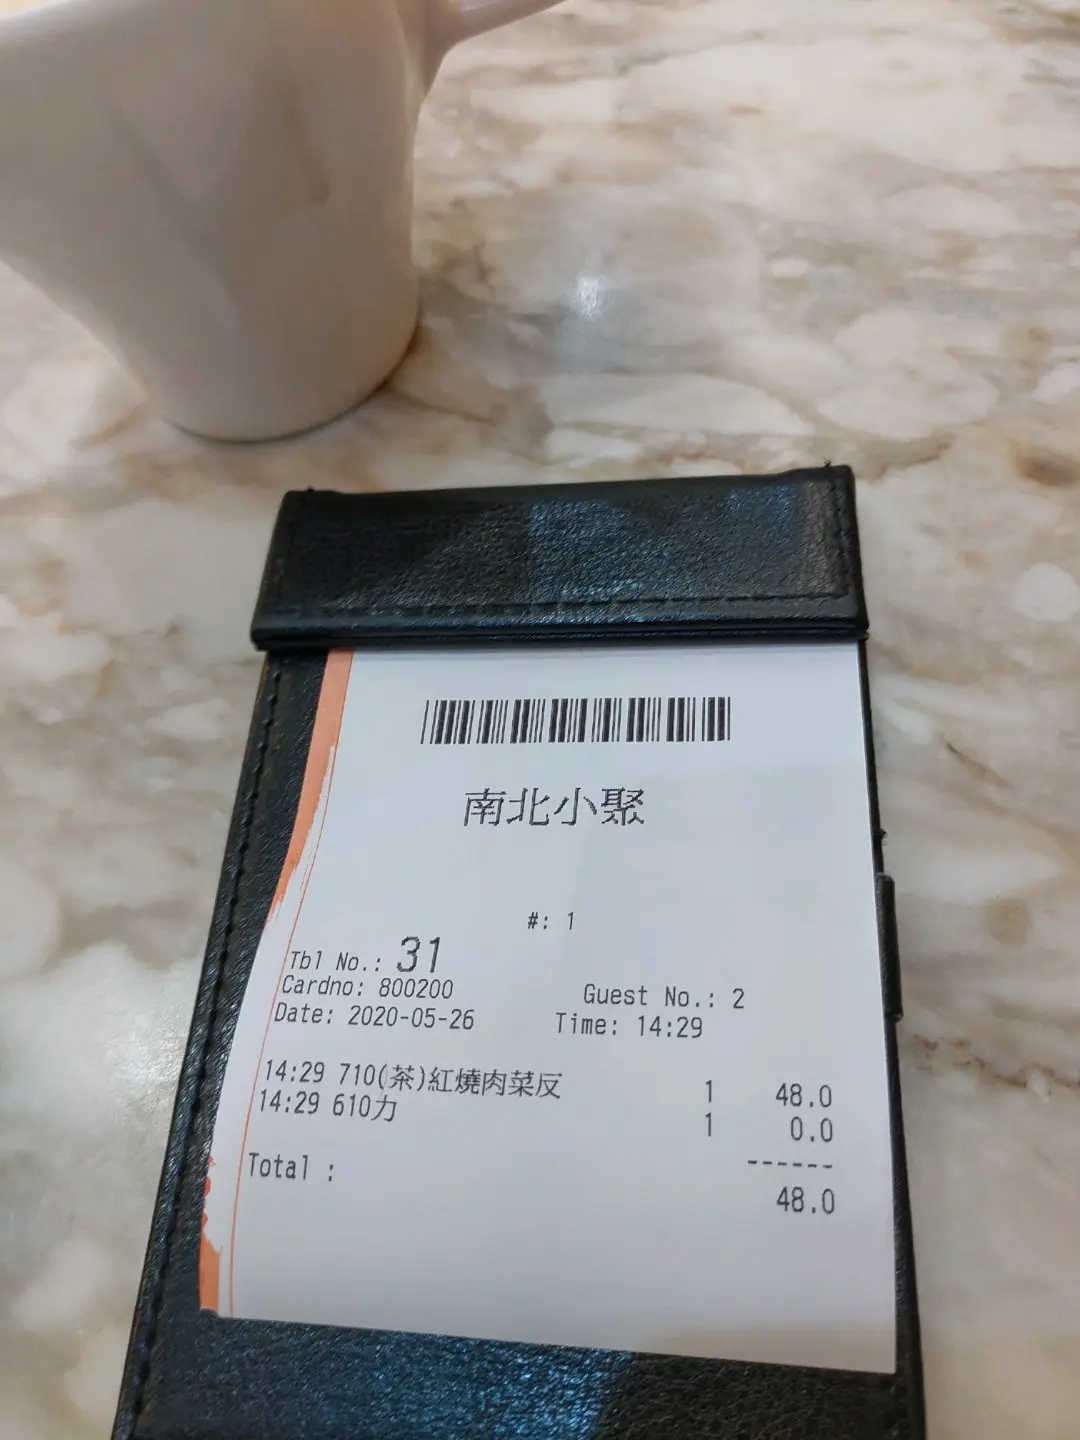 南北小聚
#: 1
Tbl No.: 31
Cardno: 800200 Guest No.: 2
Date: 2020-05-26 Time: 14:29
14:29 710(茶)紅燒肉菜反 1 48.0
14:29 610力 1 0.0
------
Total : 48.0